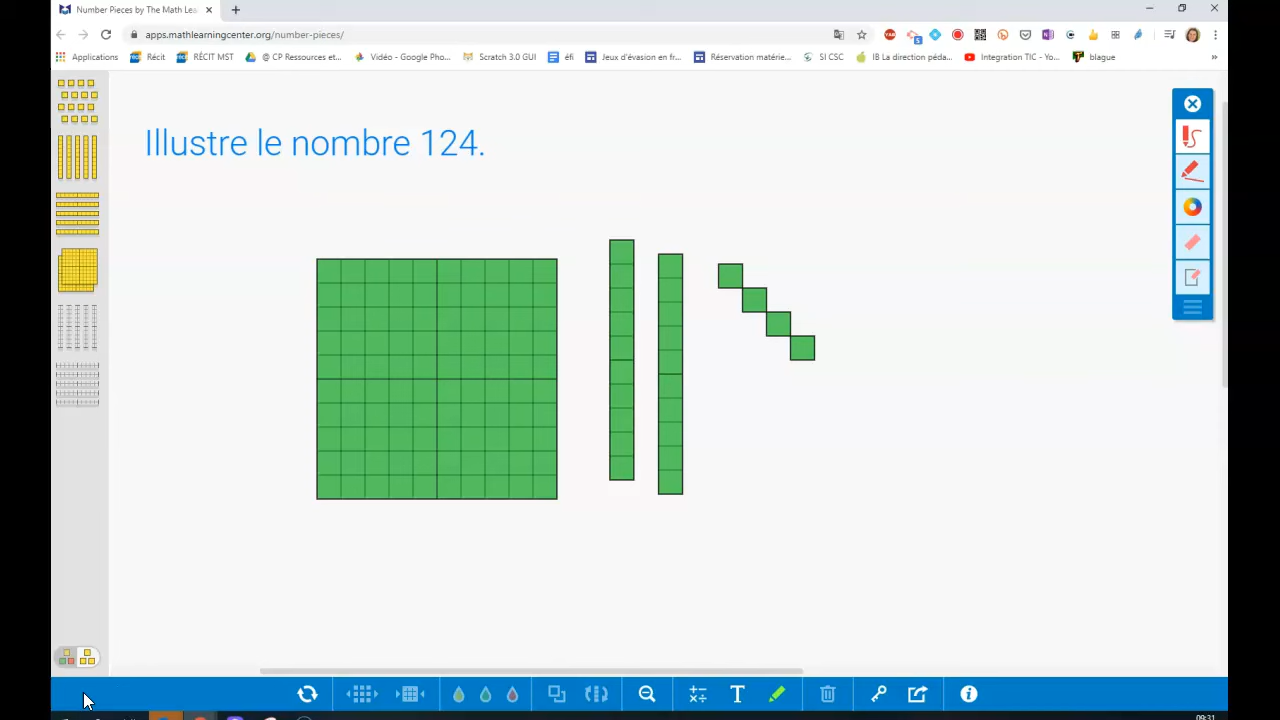 Number Pieces by The Math Lea
apps.mathlearningcenter.org/number-pieces/
Applications Récit RÉCIT MST @ CP Ressources et... Vidéo - Google Pho... Scratch 3.0 GUI éfi Jeux d'évasion en fr... Réservation matérie... SI CSC IB La direction péda... Integration TIC - Yo... blague »
Illustre le nombre 124.
09:31